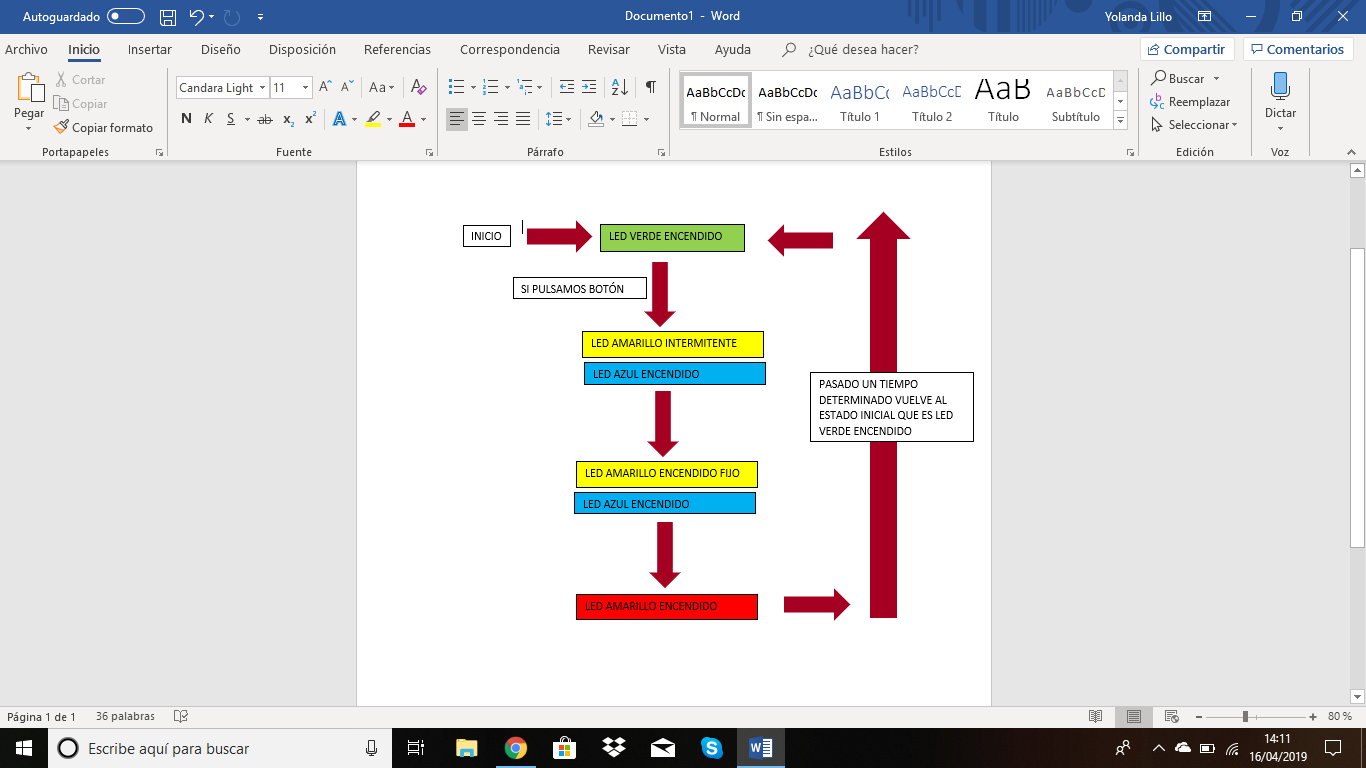 Autoguardado
Documento1 - Word
Yolanda Lillo
Archivo Inicio Insertar Diseño Disposición Referencias Correspondencia Revisar Vista Ayuda ¿Qué desea hacer? Compartir Comentarios
Pegar
Cortar
Copiar
Copiar formato
Portapapeles
Candara Light 11
Aa
N K S ab x₂ x²
A A
Fuente
Párrafo
AaBbCcDc AaBbCcDc AaBbCc AaBbCcD AaB AaBbCcD
¶ Normal ¶ Sin espa... Título 1 Título 2 Título Subtítulo
Estilos
Buscar
Reemplazar
Seleccionar
Edición
Dictar
Voz
INICIO
LED VERDE ENCENDIDO
SI PULSAMOS BOTÓN
LED AMARILLO INTERMITENTE
LED AZUL ENCENDIDO
PASADO UN TIEMPO
DETERMINADO VUELVE AL
ESTADO INICIAL QUE ES LED
VERDE ENCENDIDO
LED AMARILLO ENCENDIDO FIJO
LED AZUL ENCENDIDO
LED AMARILLO ENCENDIDO
Página 1 de 1 36 palabras
80 %
Escribe aquí para buscar
14:11
16/04/2019